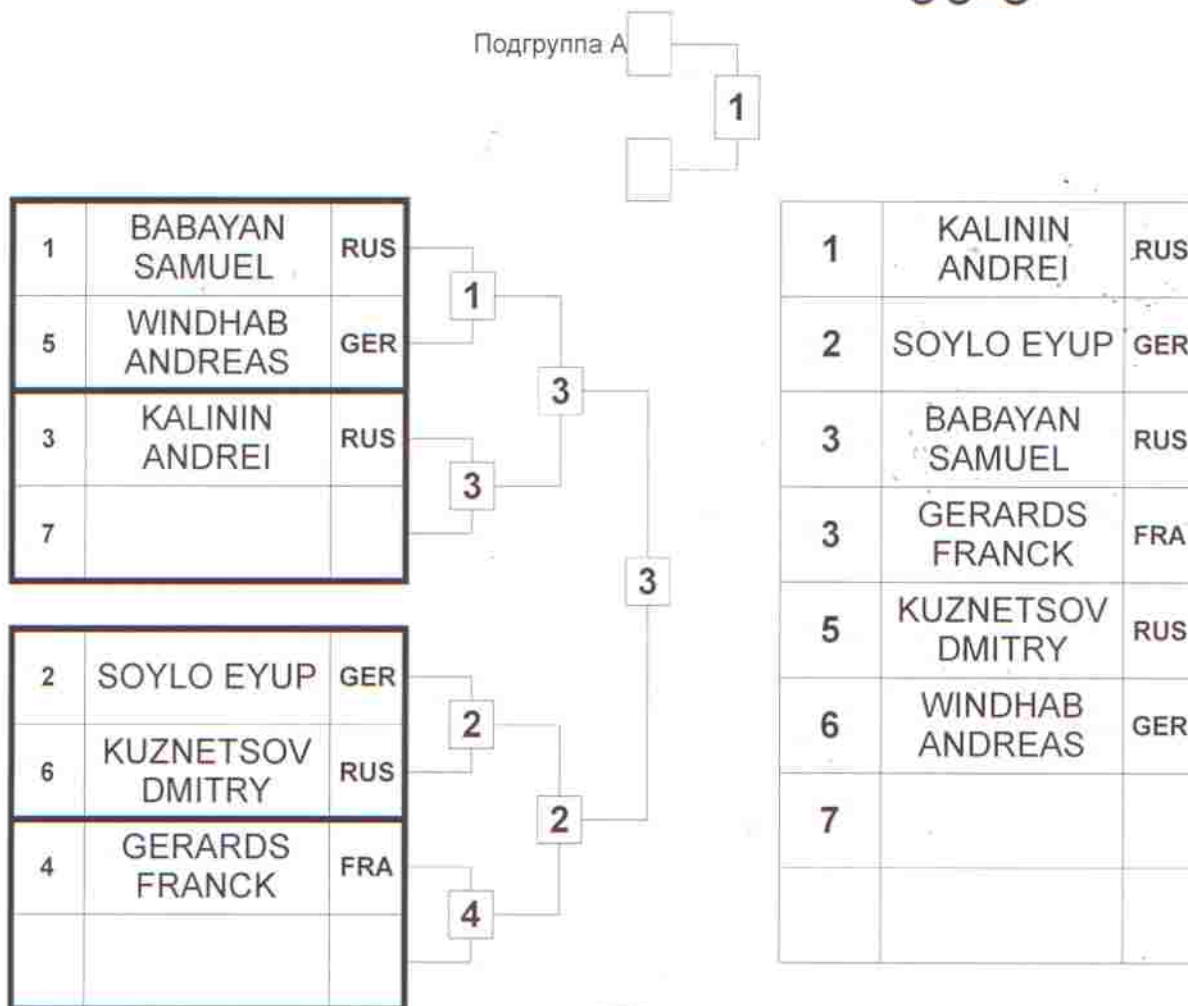 Подгруппа А
1
1 BABAYAN SAMUEL RUS
5 WINDHAB ANDREAS GER
3 KALININ ANDREI RUS
7
1
3
3
3
2 SOYLO EYUP GER
6 KUZNETSOV DMITRY RUS
4 GERARDS FRANCK FRA
2
2
4
1 KALININ ANDREI RUS
2 SOYLO EYUP GER
3 BABAYAN SAMUEL RUS
3 GERARDS FRANCK FRA
5 KUZNETSOV DMITRY RUS
6 WINDHAB ANDREAS GER
7